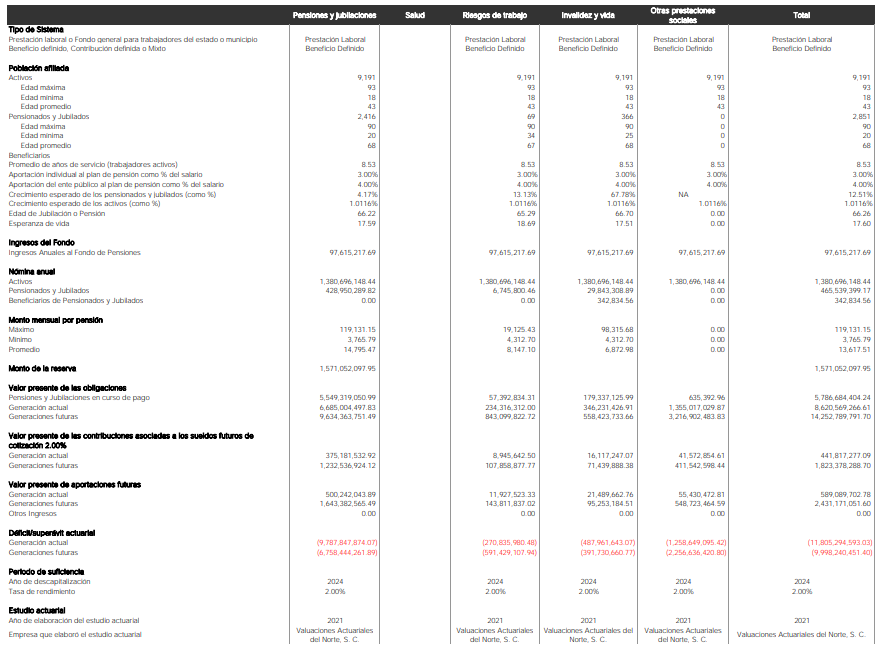 Pensiones y jubilaciones Salud Riesgos de trabajo Invalidez y vida Otras prestaciones sociales Total
Tipo de Sistema
Prestación laboral o Fondo general para trabajadores del estado o municipio Prestación Laboral Prestación Laboral Prestación Laboral Prestación Laboral Prestación Laboral
Beneficio definido, Contribución definida o Mixto Beneficio Definido Beneficio Definido Beneficio Definido Beneficio Definido Beneficio Definido
Población afiliada
Activos 9,191 9,191 9,191 9,191 9,191
Edad máxima 93 93 93 93 93
Edad mínima 18 18 18 18 18
Edad promedio 43 43 43 43 43
Pensionados y Jubilados 2,416 69 366 0 2,851
Edad máxima 90 90 90 0 90
Edad mínima 20 34 25 0 20
Edad promedio 68 67 68 0 68
Beneficiarios
Promedio de años de servicio (trabajadores activos) 8.53 8.53 8.53 8.53 8.53
Aportación individual al plan de pensión como % del salario 3.00% 3.00% 3.00% 3.00% 3.00%
Aportación del ente público al plan de pensión como % del salario 4.00% 4.00% 4.00% 4.00% 4.00%
Crecimiento esperado de los pensionados y jubilados (como %) 4.17% 13.13% 67.78% NA 12.51%
Crecimiento esperado de los activos (como %) 1.0116% 1.0116% 1.0116% 1.0116% 1.0116%
Edad de Jubilación o Pensión 66.22 65.29 66.70 0.00 66.26
Esperanza de vida 17.59 18.69 17.51 0.00 17.60
Ingresos del Fondo
Ingresos Anuales al Fondo de Pensiones 97,615,217.69 97,615,217.69 97,615,217.69 97,615,217.69 97,615,217.69
Nómina anual
Activos 1,380,696,148.44 1,380,696,148.44 1,380,696,148.44 1,380,696,148.44 1,380,696,148.44
Pensionados y Jubilados 428,950,289.82 6,745,800.46 29,843,308.89 0.00 465,539,399.17
Beneficiarios de Pensionados y Jubilados 0.00 0.00 342,834.56 0.00 342,834.56
Monto mensual por pensión
Máximo 119,131.15 19,125.43 98,315.68 0.00 119,131.15
Mínimo 3,765.79 4,312.70 4,312.70 0.00 3,765.79
Promedio 14,795.47 8,147.10 6,872.98 0.00 13,617.51
Monto de la reserva 1,571,052,097.95 1,571,052,097.95
Valor presente de las obligaciones
Pensiones y Jubilaciones en curso de pago 5,549,319,050.99 57,392,834.31 179,337,125.99 635,392.96 5,786,684,404.24
Generación actual 6,685,004,497.83 234,316,312.00 346,231,426.91 1,355,017,029.87 8,620,569,266.61
Generaciones futuras 9,634,363,751.49 843,099,822.72 558,423,733.66 3,216,902,483.83 14,252,789,791.70
Valor presente de las contribuciones asociadas a los sueldos futuros de
cotización 2.00%
Generación actual 375,181,532.92 8,945,642.50 16,117,247.07 41,572,854.61 441,817,277.09
Generaciones futuras 1,232,536,924.12 107,858,877.77 71,439,888.38 411,542,598.44 1,823,378,288.70
Valor presente de aportaciones futuras
Generación actual 500,242,043.89 11,927,523.33 21,489,662.76 55,430,472.81 589,089,702.78
Generaciones futuras 1,643,382,565.49 143,811,837.02 95,253,184.51 548,723,464.59 2,431,171,051.60
Otros Ingresos 0.00 0.00 0.00 0.00 0.00
Déficit/superávit actuarial
Generación actual (9,787,847,874.07) (270,835,980.48) (487,961,643.07) (1,258,649,095.42) (11,805,294,593.03)
Generaciones futuras (6,758,444,261.89) (591,429,107.94) (391,730,660.77) (2,256,636,420.80) (9,998,240,451.40)
Periodo de suficiencia
Año de descapitalización 2024 2024 2024 2024 2024
Tasa de rendimiento 2.00% 2.00% 2.00% 2.00% 2.00%
Estudio actuarial
Año de elaboración del estudio actuarial 2021 2021 2021 2021 2021
Empresa que elaboró el estudio actuarial Valuaciones Actuariales del Norte, S. C. Valuaciones Actuariales del Norte, S. C. Valuaciones Actuariales del Norte, S. C. Valuaciones Actuariales del Norte, S. C. Valuaciones Actuariales del Norte, S. C.